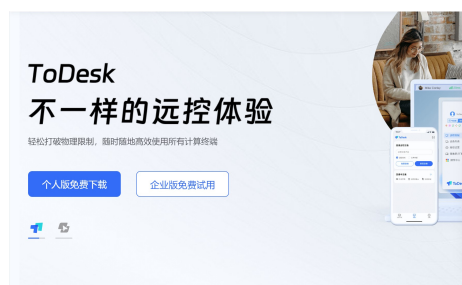 ToDesk
不一样的远控体验
轻松打破物理限制，随时随地高效使用所有计算终端
个人版免费下载
企业版免费试用
ToDesk